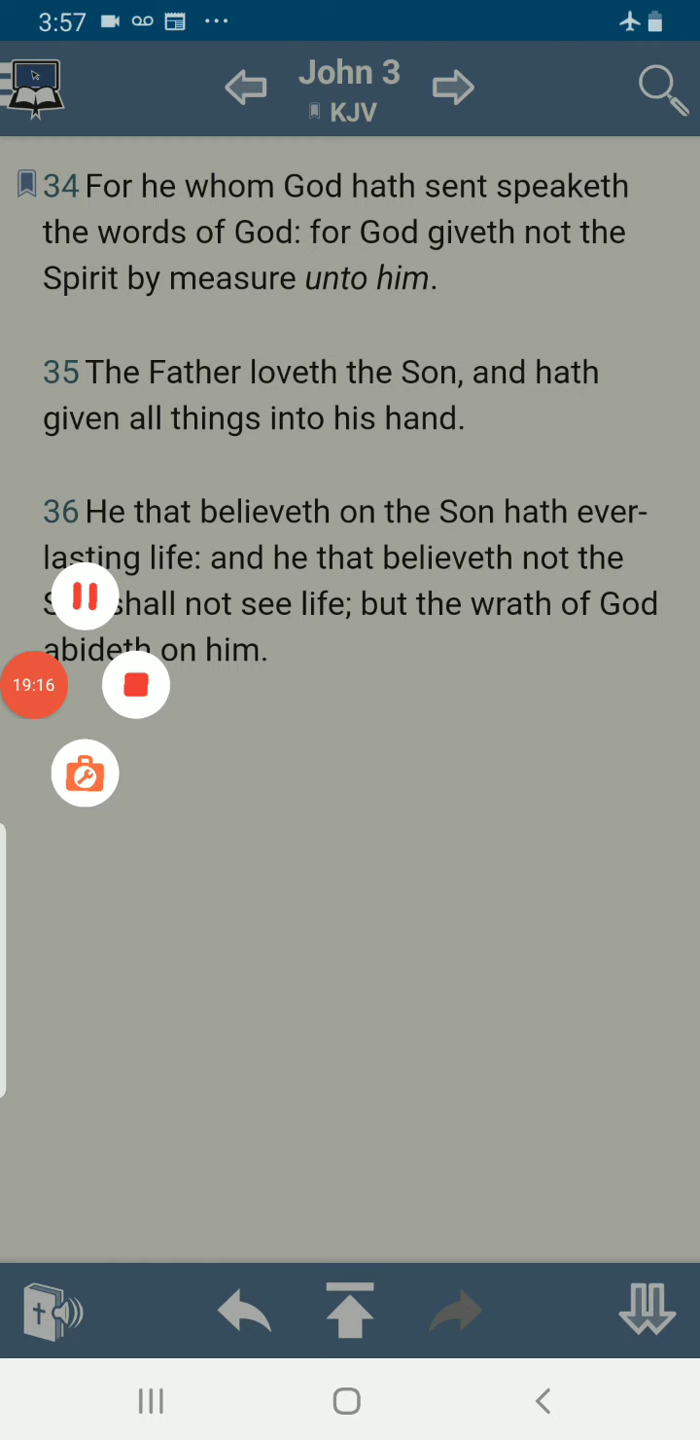 3:57
John 3
KJV
34 For he whom God hath sent speaketh
the words of God: for God giveth not the
Spirit by measure unto him.
35 The Father loveth the Son, and hath
given all things into his hand.
36 He that believeth on the Son hath ever-
lasting life: and he that believeth not the
shall not see life; but the wrath of God
abideth on him.
19:16